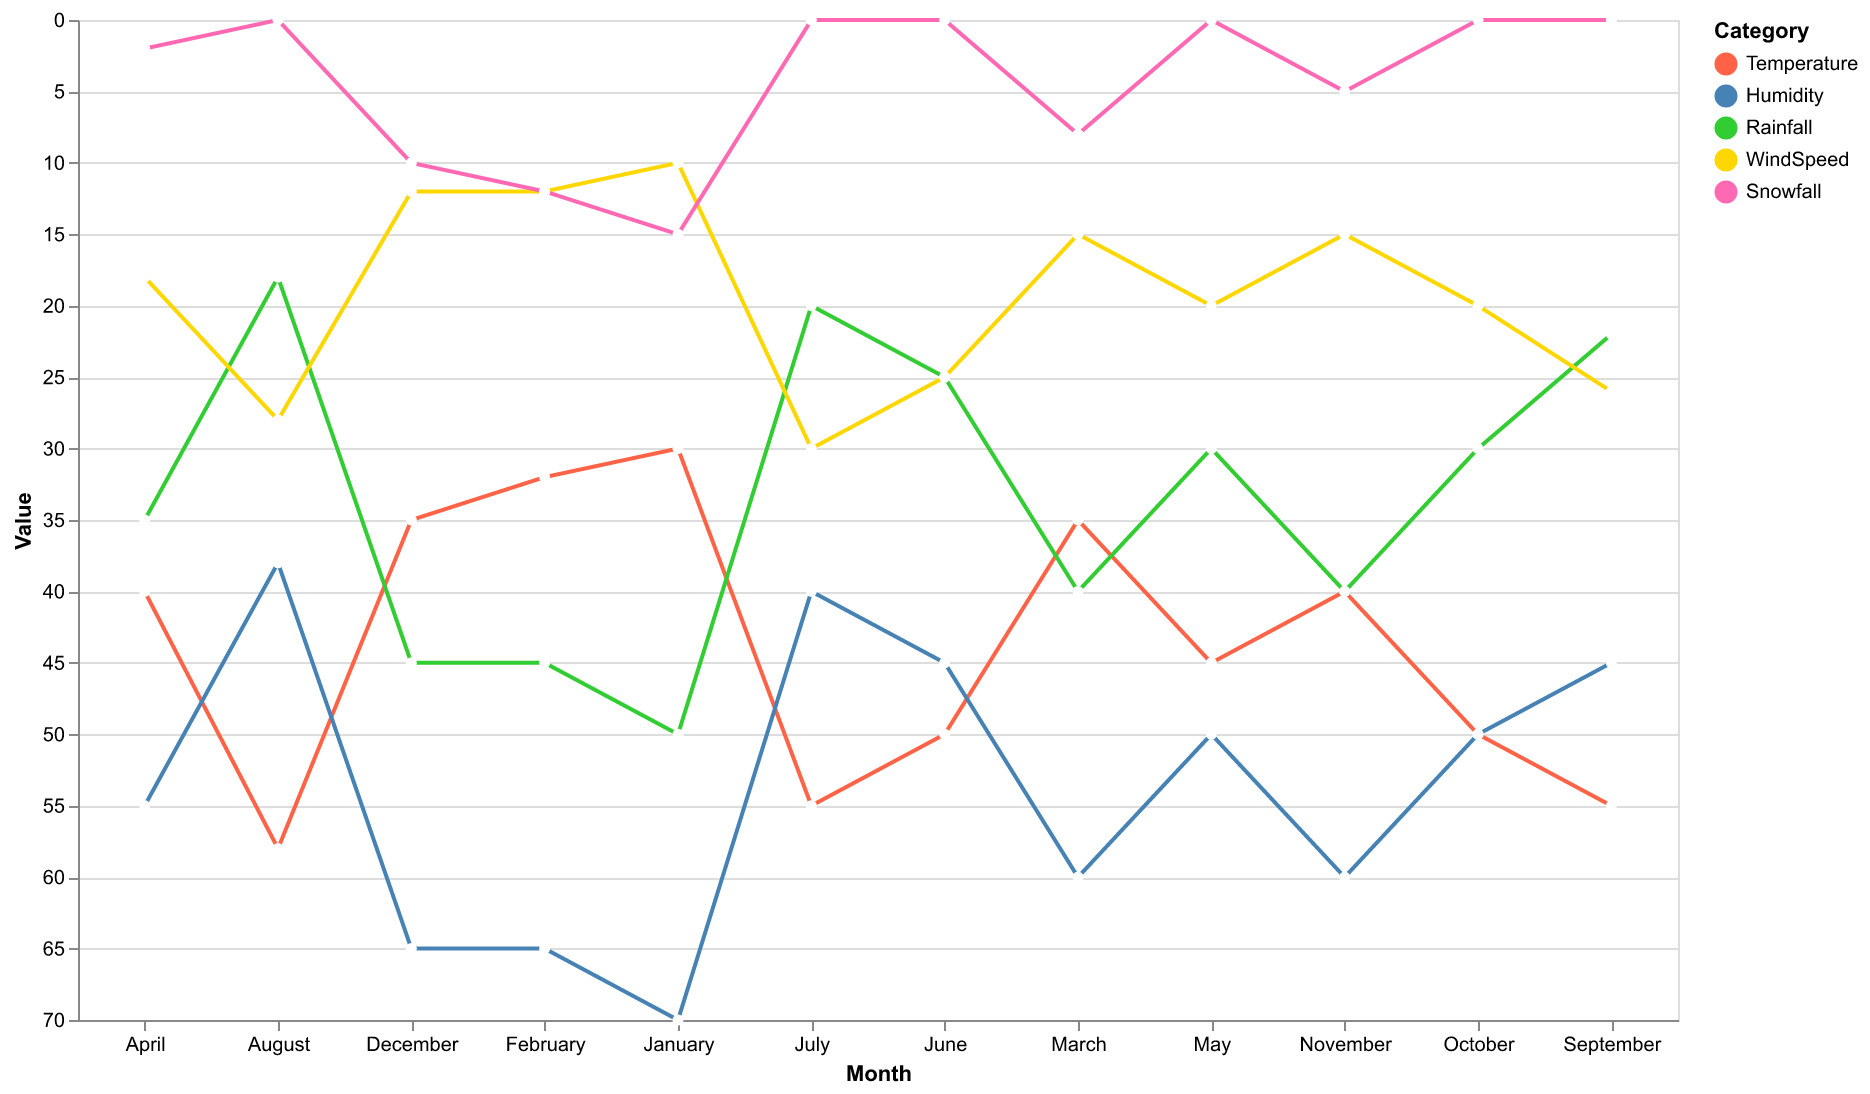 0
5
10
15
20
25
30
35
40
45
50
55
60
65
70
Value
April August December February January July June March May November October September
Month
Category
Temperature
Humidity
Rainfall
WindSpeed
Snowfall